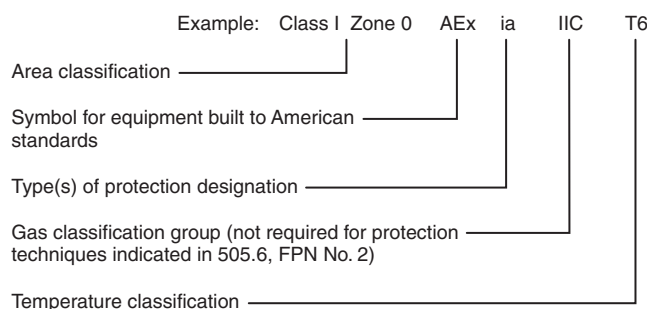 Example: Class I Zone 0 AEx ia IIC T6
Area classification
Symbol for equipment built to American
standards
Type(s) of protection designation
Gas classification group (not required for protection
techniques indicated in 505.6, FPN No. 2)
Temperature classification